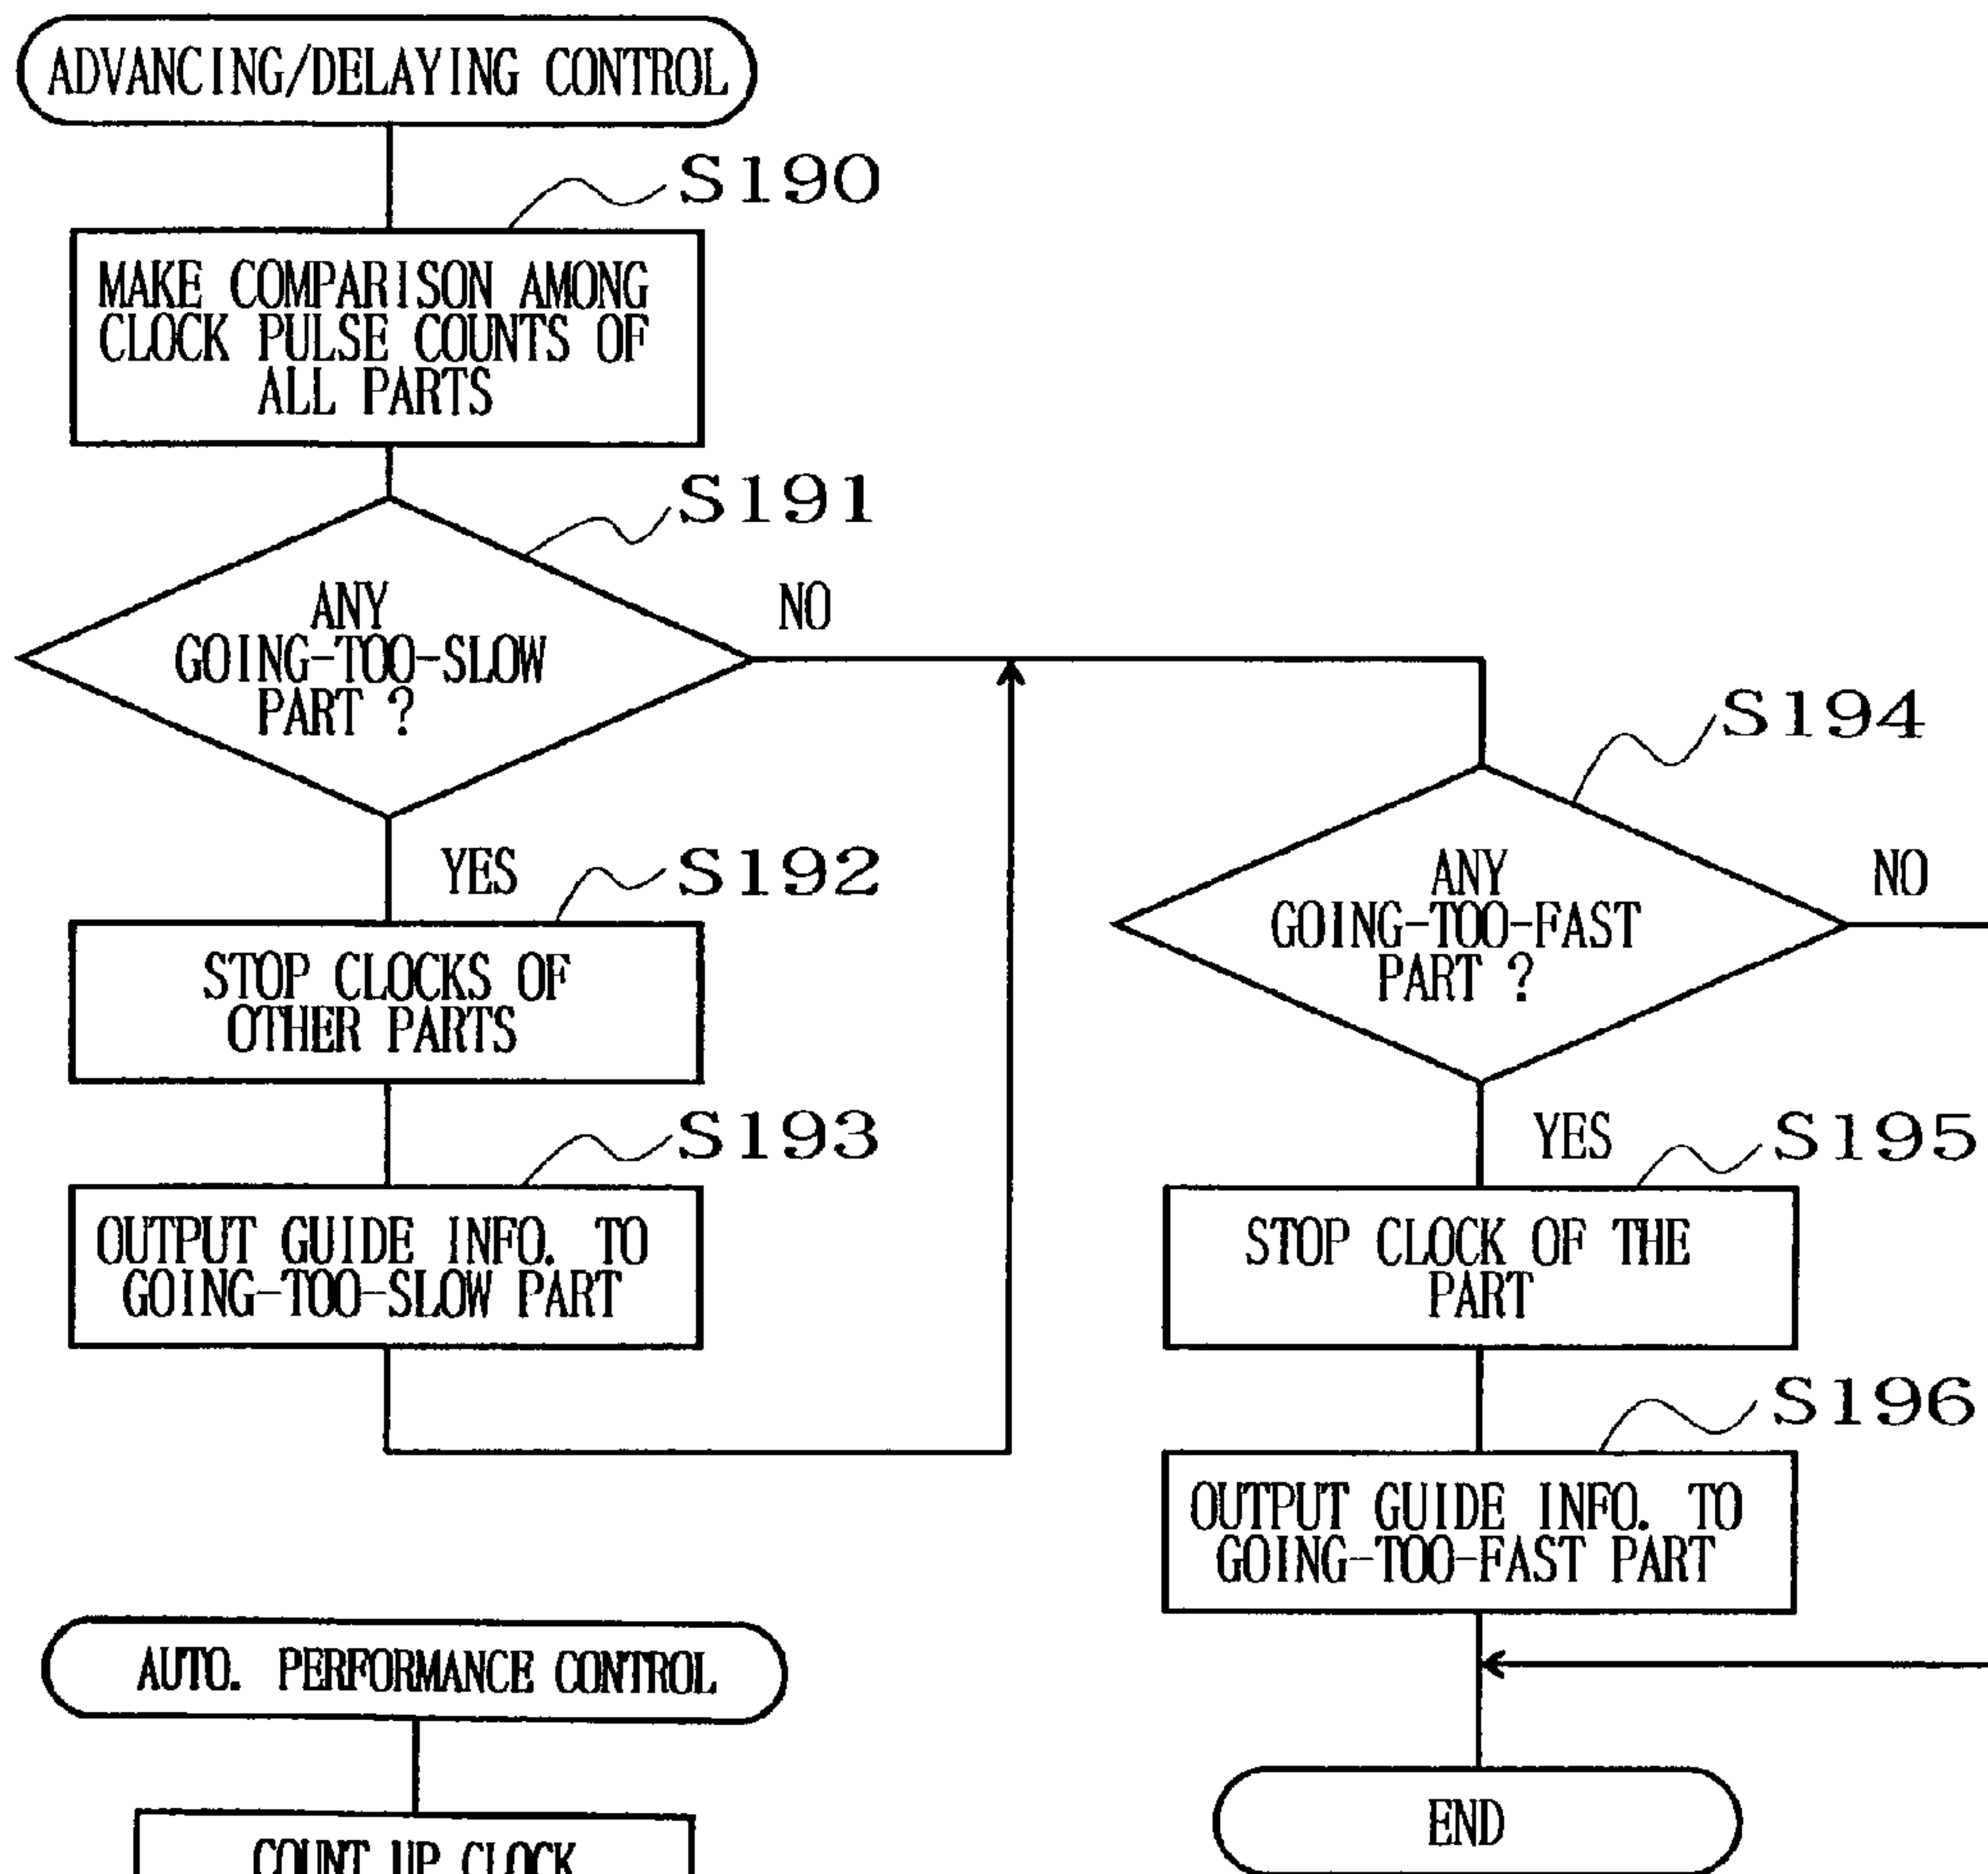 ADVANCING/DELAYING CONTROL
S190
MAKE COMPARISON AMONG
CLOCK PULSE COUNTS OF
ALL PARTS
S191
ANY
GOING-TOO-SLOW
PART ?
NO
YES
S192
STOP CLOCKS OF
OTHER PARTS
S193
OUTPUT GUIDE INFO. TO
GOING-TOO-SLOW PART
S194
ANY
GOING-TOO-FAST
PART ?
NO
YES
S195
STOP CLOCK OF THE
PART
S196
OUTPUT GUIDE INFO. TO
GOING-TOO-FAST PART
END
AUTO. PERFORMANCE CONTROL
COUNT UP CLOCK